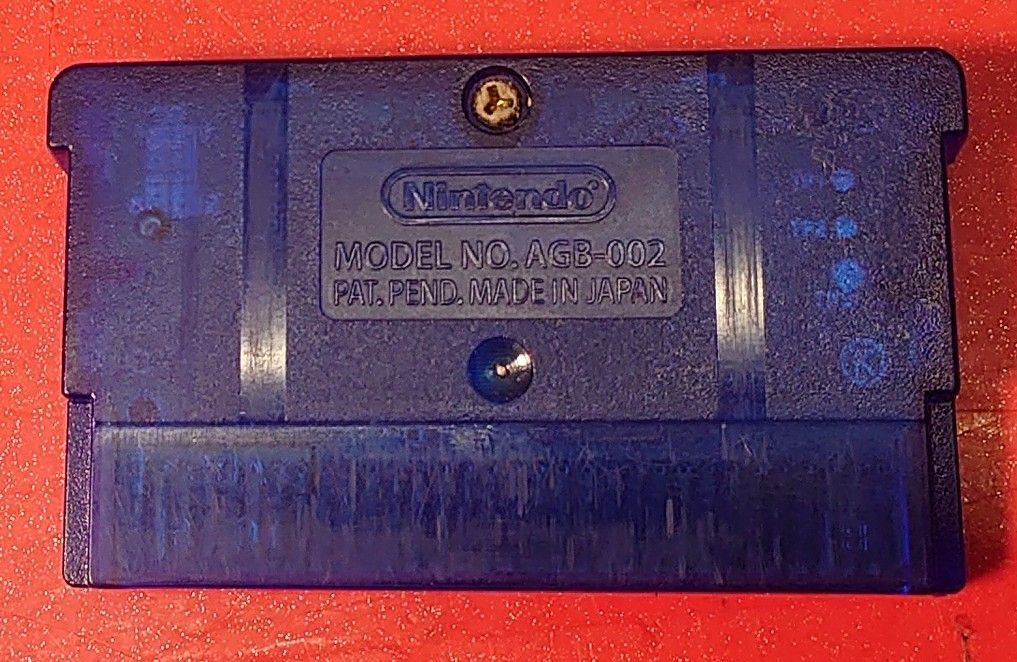 Nintendo®
MODEL NO. AGB-002
PAT. PEND. MADE IN JAPAN